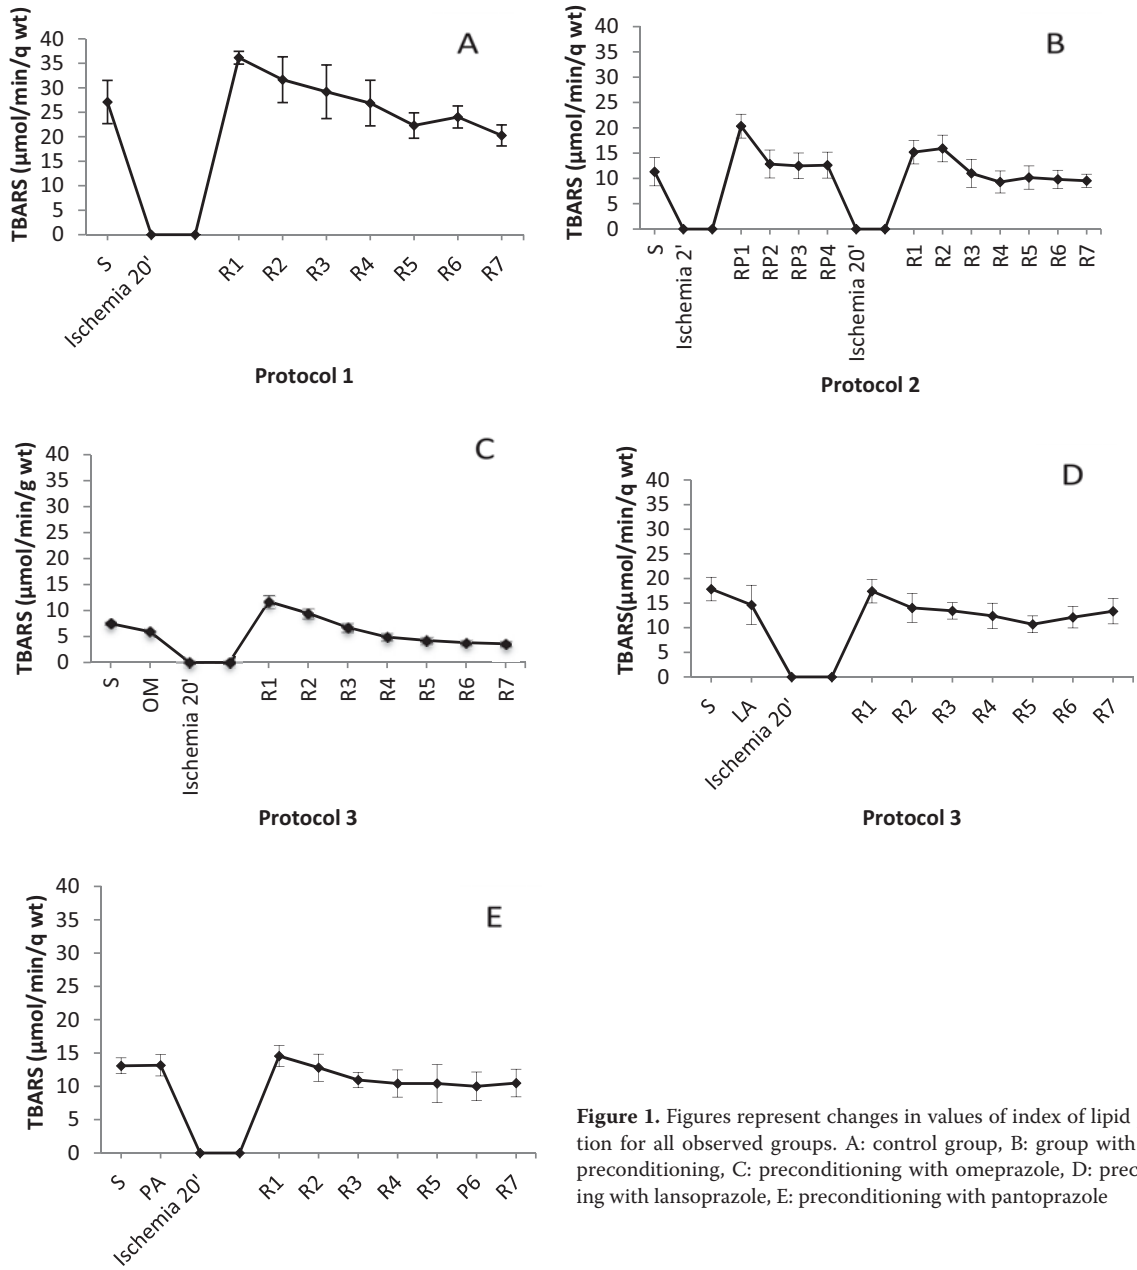 A
TBARS (µmol/min/q wt)
40
35
30
25
20
15
10
5
0
S
Ischemia 20'
R1
R2
R3
R4
R5
R6
R7
Protocol 1
B
TBARS (µmol/min/q wt)
40
35
30
25
20
15
10
5
0
S
Ischemia 2'
RP1
RP2
RP3
RP4
Ischemia 20'
R1
R2
R3
R4
R5
R6
R7
Protocol 2
C
TBARS (µmol/min/g wt)
40
35
30
25
20
15
10
5
0
S
OM
Ischemia 20'
R1
R2
R3
R4
R5
R6
R7
Protocol 3
D
TBARS(µmol/min/q wt)
40
35
30
25
20
15
10
5
0
S
LA
Ischemia 20'
R1
R2
R3
R4
R5
R6
R7
Protocol 3
E
TBARS (µmol/min/q wt)
40
35
30
25
20
15
10
5
0
S
PA
Ischemia 20'
R1
R2
R3
R4
R5
P6
R7
Figure 1. Figures represent changes in values of index of lipid
tion for all observed groups. A: control group, B: group with
preconditioning, C: preconditioning with omeprazole, D: prec
ing with lansoprazole, E: preconditioning with pantoprazole